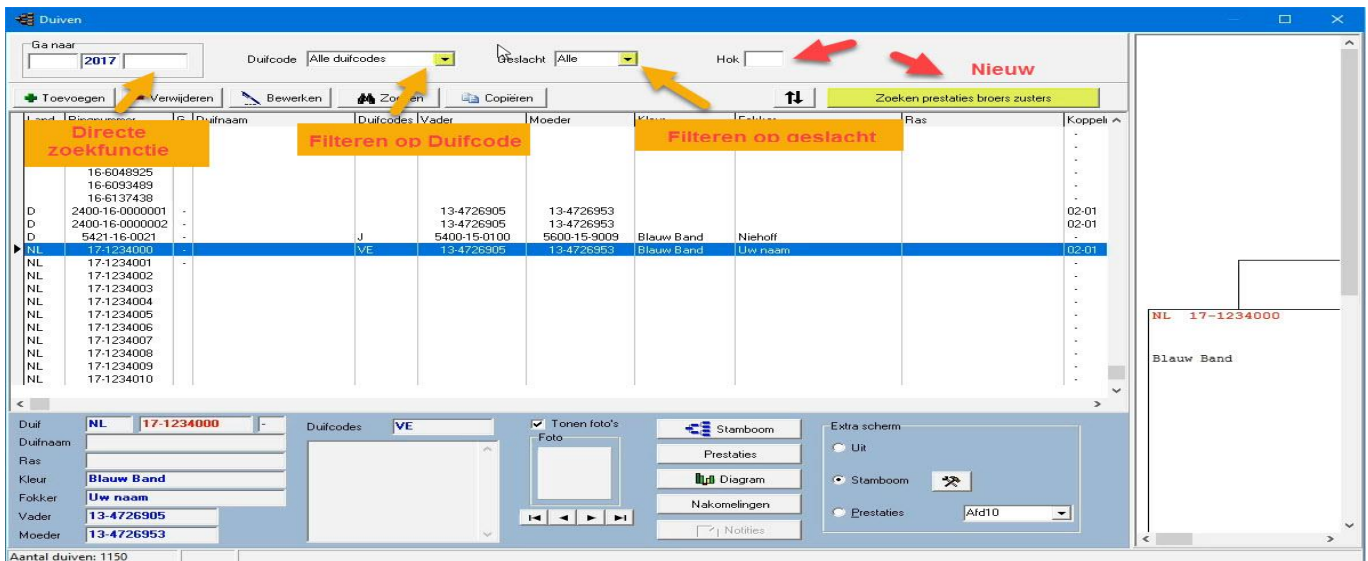 Duiven
Ga naar
2017
Duifcode Alle duifcodes
Geslacht Alle
Hok
Nieuw
Toevoegen Verwijderen Bewerken Zoeken Copiëren Zoeken prestaties broers zusters
Land Ringnummer G Duifnaam Duifcodes Vader Moeder Kleur Fokker Ras Koppeli
Directe
zoekfunctie
Filteren op Duifcode
Filteren op geslacht
-
-
-
16-6048925 -
16-6093489 -
16-6137438 -
D 2400-16-0000001 - 13-4726905 13-4726953 02-01
D 2400-16-0000002 - 13-4726905 13-4726953 02-01
D 5421-16-0021 - J 5400-15-0100 5600-15-9009 Blauw Band Niehoff -
NL 17-1234000 - VE 13-4726905 13-4726953 Blauw Band Uw naam 02-01
NL 17-1234001 - -
NL 17-1234002 -
NL 17-1234003 -
NL 17-1234004 -
NL 17-1234005 -
NL 17-1234006 -
NL 17-1234007 -
NL 17-1234008 -
NL 17-1234009 -
NL 17-1234010 -
NL 17-1234000
Blauw Band
Duif NL 17-1234000 -
Duifnaam
Ras
Kleur Blauw Band
Fokker Uw naam
Vader 13-4726905
Moeder 13-4726953
Duifcodes VE
Tonen foto's
Foto
Stamboom
Prestaties
Diagram
Nakomelingen
Notities
Extra scherm
Uit
Stamboom
Prestaties Afd10
Aantal duiven: 1150